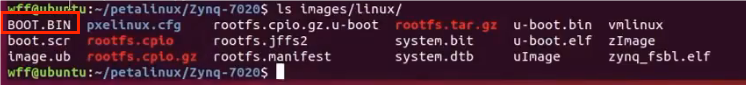 wff@ubuntu:~/petalinux/Zynq-7020$ ls images/linux/
BOOT.BIN pxelinux.cfg rootfs.cpio.gz.u-boot rootfs.tar.gz u-boot.bin vmlinux
boot.scr rootfs.cpio rootfs.jffs2 system.bit u-boot.elf zImage
image.ub rootfs.cpio.gz rootfs.manifest system.dtb uImage zynq_fsbl.elf
wff@ubuntu:~/petalinux/Zynq-7020$